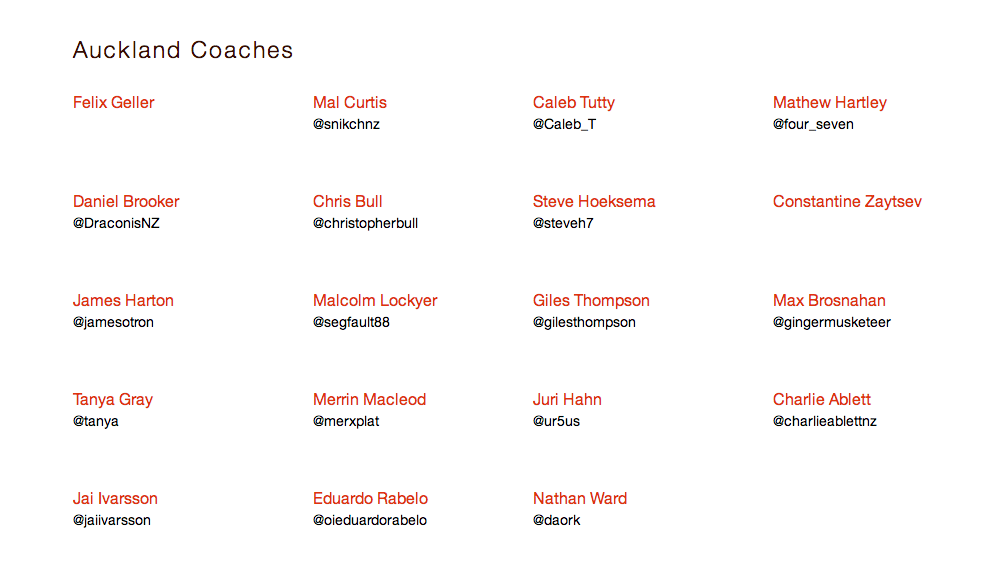 Auckland Coaches
Felix Geller
Mal Curtis
@snikchnz
Caleb Tutty
@Caleb_T
Mathew Hartley
@four_seven
Daniel Brooker
@DraconisNZ
Chris Bull
@christopherbull
Steve Hoeksema
@steveh7
Constantine Zaytsev
James Harton
@jamesotron
Malcolm Lockyer
@segfault88
Giles Thompson
@gilesthompson
Max Brosnahan
@gingermusketeer
Tanya Gray
@tanya
Merrin Macleod
@merxplat
Juri Hahn
@ur5us
Charlie Ablett
@charlieablettnz
Jai Ivarsson
@jaiivarsson
Eduardo Rabelo
@oieduardorabelo
Nathan Ward
@daork